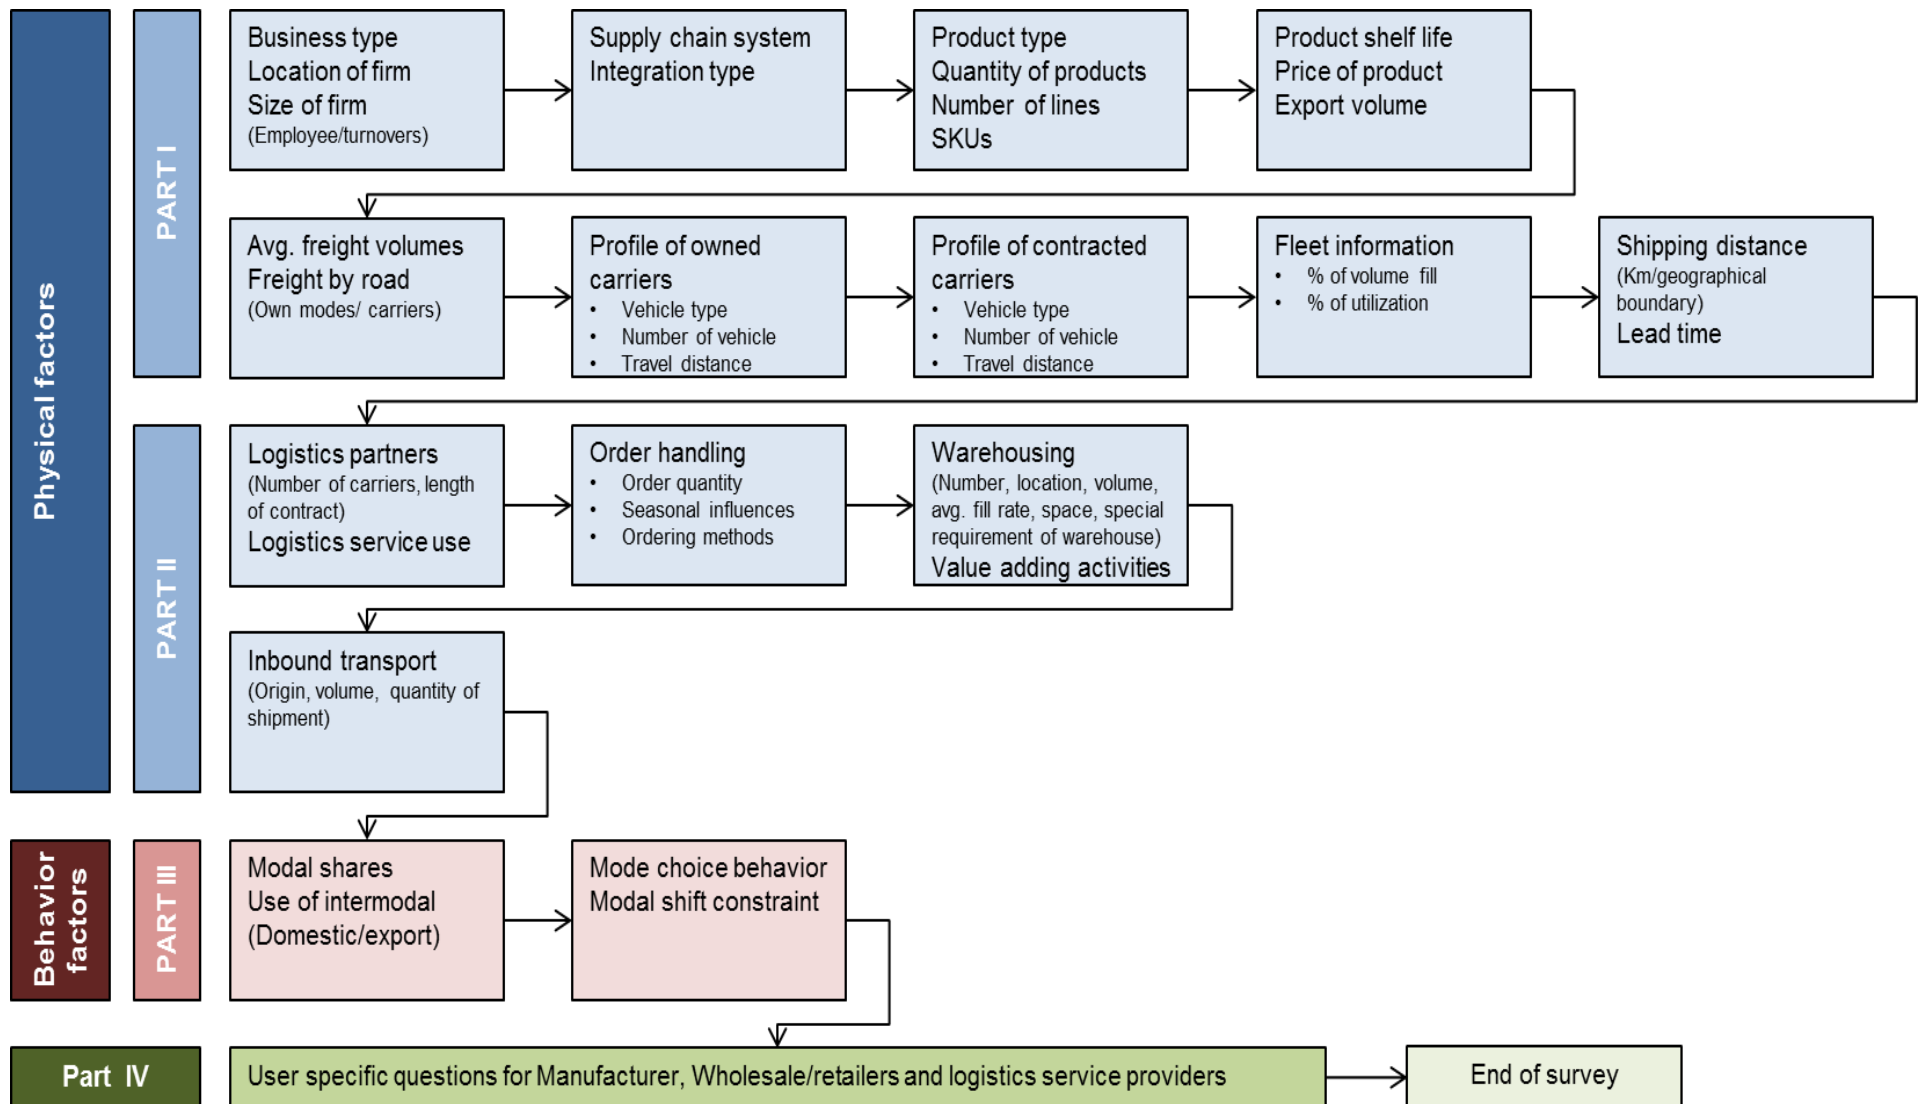 Physical factors
PART I
Business type
Location of firm
Size of firm
(Employee/turnovers)
Supply chain system
Integration type
Product type
Quantity of products
Number of lines
SKUs
Product shelf life
Price of product
Export volume
Avg. freight volumes
Freight by road
(Own modes/ carriers)
Profile of owned
carriers
• Vehicle type
• Number of vehicle
• Travel distance
Profile of contracted
carriers
• Vehicle type
• Number of vehicle
• Travel distance
Fleet information
• % of volume fill
• % of utilization
Shipping distance
(Km/geographical
boundary)
Lead time
PART II
Logistics partners
(Number of carriers, length
of contract)
Logistics service use
Order handling
• Order quantity
• Seasonal influences
• Ordering methods
Warehousing
(Number, location, volume,
avg. fill rate, space, special
requirement of warehouse)
Value adding activities
Inbound transport
(Origin, volume, quantity of
shipment)
Behavior
factors
PART III
Modal shares
Use of intermodal
(Domestic/export)
Mode choice behavior
Modal shift constraint
Part IV
User specific questions for Manufacturer, Wholesale/retailers and logistics service providers
End of survey